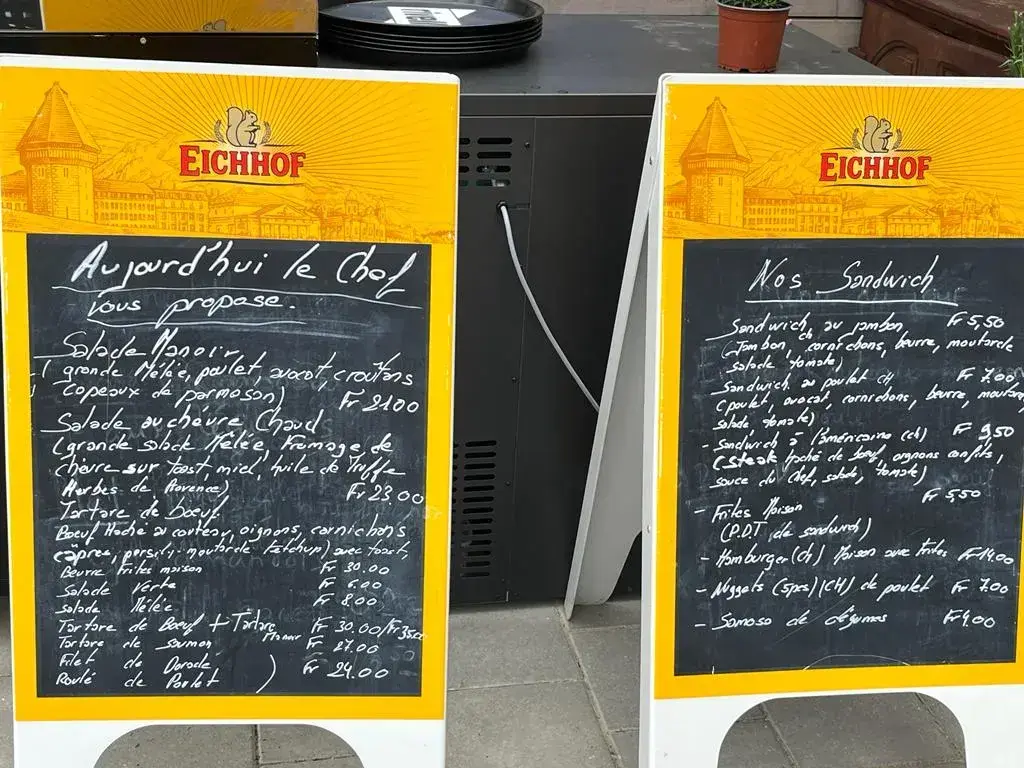 EICHHOF
Aujourd'hui le Chef
vous propose.
Salade Manoir
( grande Mêlée, poulet, avocat, croûtons
copeaux de parmosan) Fr 21.00
Salade au chèvre Chaud
(grande salade Mêlée, Fromage de
chèvre sur toast, miel, huile de truffe
Herbes de Provence) Fr 23.00
Tartare de bœuf
Bœuf Haché au couteau, oignons, cornichons
câpres, persil, moutarde, ketchup) avec toast,
Beurre Frites maison Fr 30.00
Salade Verte Fr 6.00
Salade Mêlée Fr 8.00
Tartare de Bœuf + Tartare Manoir Fr 30.00/Fr 35.00
Tartare de saumon Fr 27.00
Filet de Dorade
Roulé de Poulet ) Fr 24.00
EICHHOF
Nos Sandwich
Sandwich au jambon Fr 5,50
(Jambon ch, cornichons, beurre, moutarde
salade, tomate)
Sandwich au poulet CH Fr 7.00
(poulet, avocat, cornichons, beurre, moutarde
salade, tomate)
- Sandwich à l'américaine (ch) Fr 9,50
(steak haché de bœuf, oignons confits,
sauce du chef, salade, tomate)
- Frites Maison Fr 5,50
(P.D.T de sandwich)
- Hamburger (ch) Maison avec frites Fr 14.00
- Nuggets (5pcs) (CH) de poulet Fr 7.00
- Samosa de légumes Fr 4,00